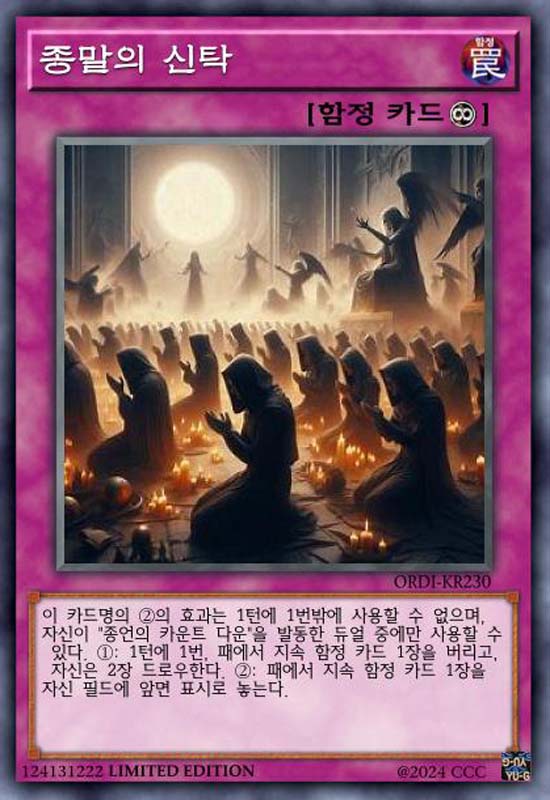 종말의 신탁
함정
罠
[함정 카드♾]
ORDI-KR230
이 카드명의 ②의 효과는 1턴에 1번밖에 사용할 수 없으며,
자신이 "종언의 카운트 다운"을 발동한 듀얼 중에만 사용할 수
있다. ①: 1턴에 1번, 패에서 지속 함정 카드 1장을 버리고,
자신은 2장 드로우한다. ②: 패에서 지속 함정 카드 1장을
자신 필드에 앞면 표시로 놓는다.
124131222 LIMITED EDITION
@2024 CCC
YU-G